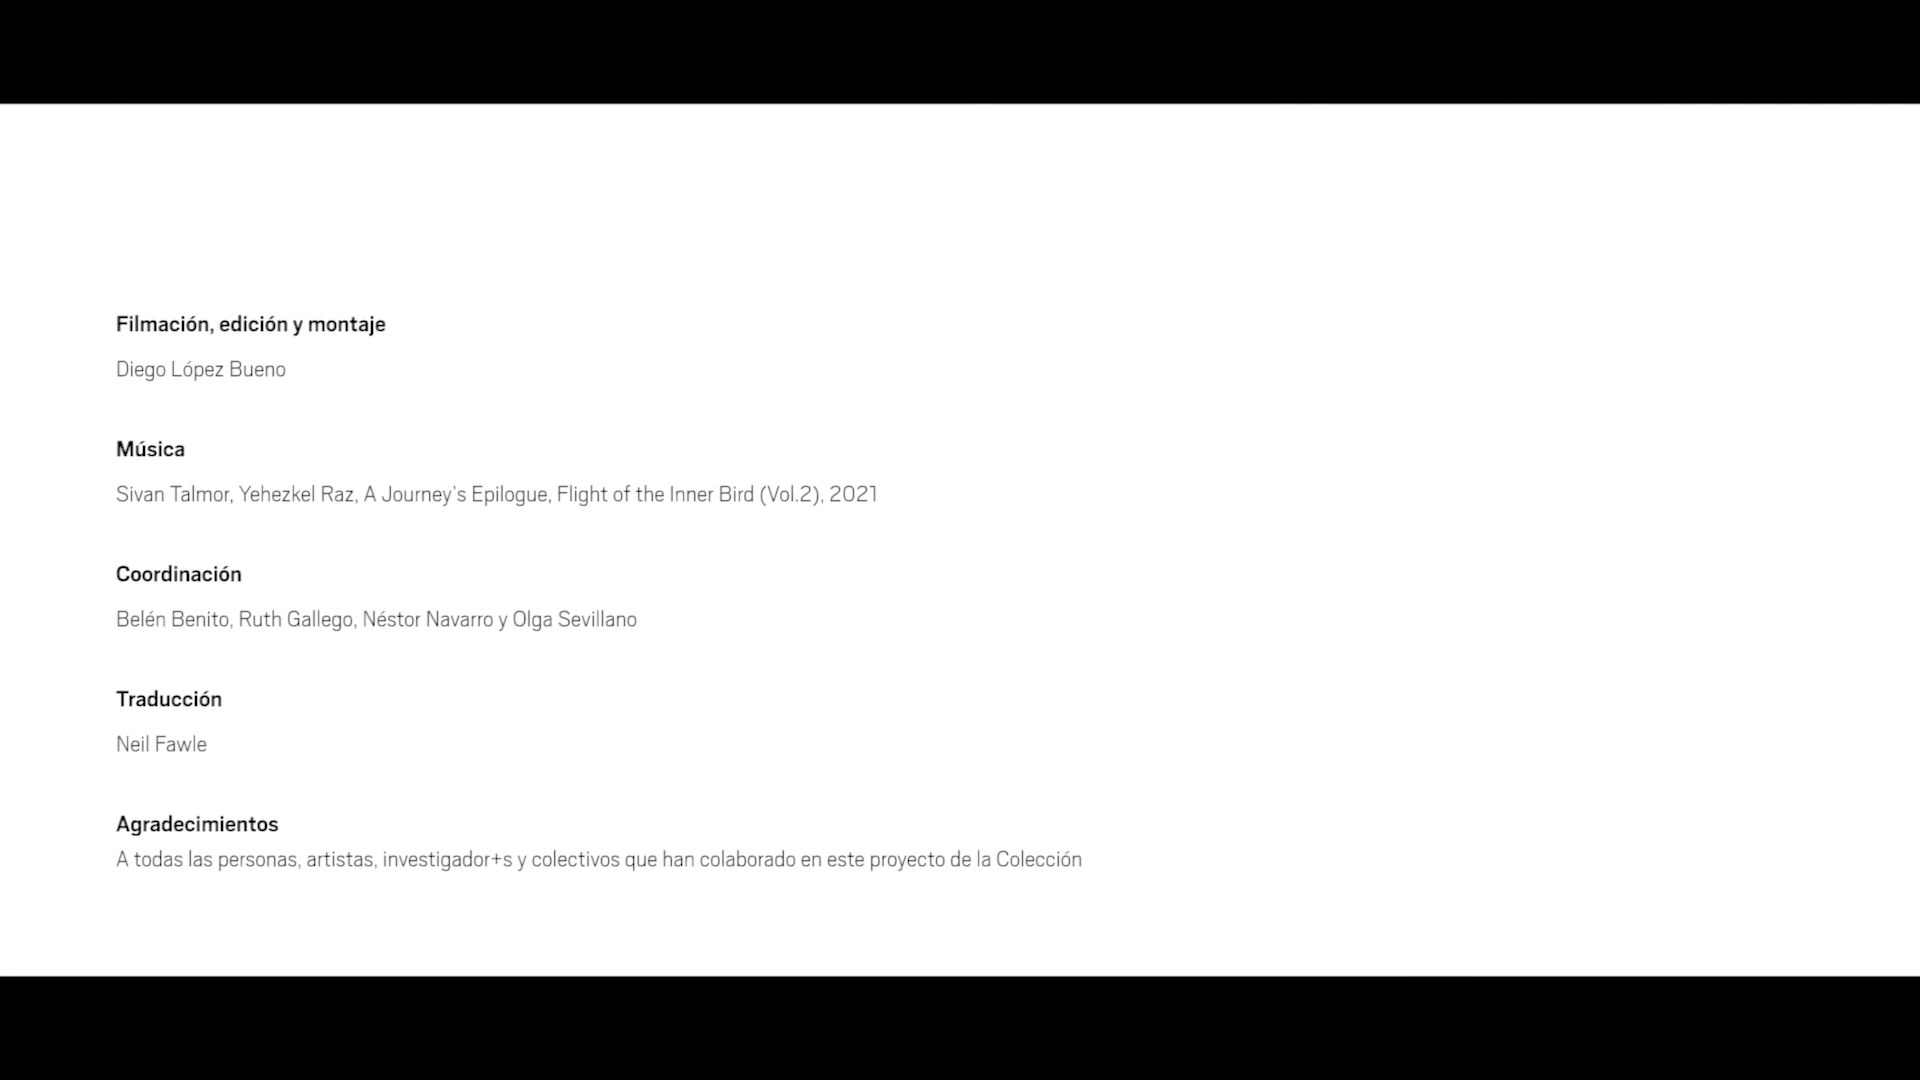 Filmación, edición y montaje
Diego López Bueno
Música
Sivan Talmor, Yehezkel Raz, A Journey's Epilogue, Flight of the Inner Bird (Vol.2), 2021
Coordinación
Belén Benito, Ruth Gallego, Néstor Navarro y Olga Sevillano
Traducción
Neil Fawle
Agradecimientos
A todas las personas, artistas, investigador+s y colectivos que han colaborado en este proyecto de la Colección